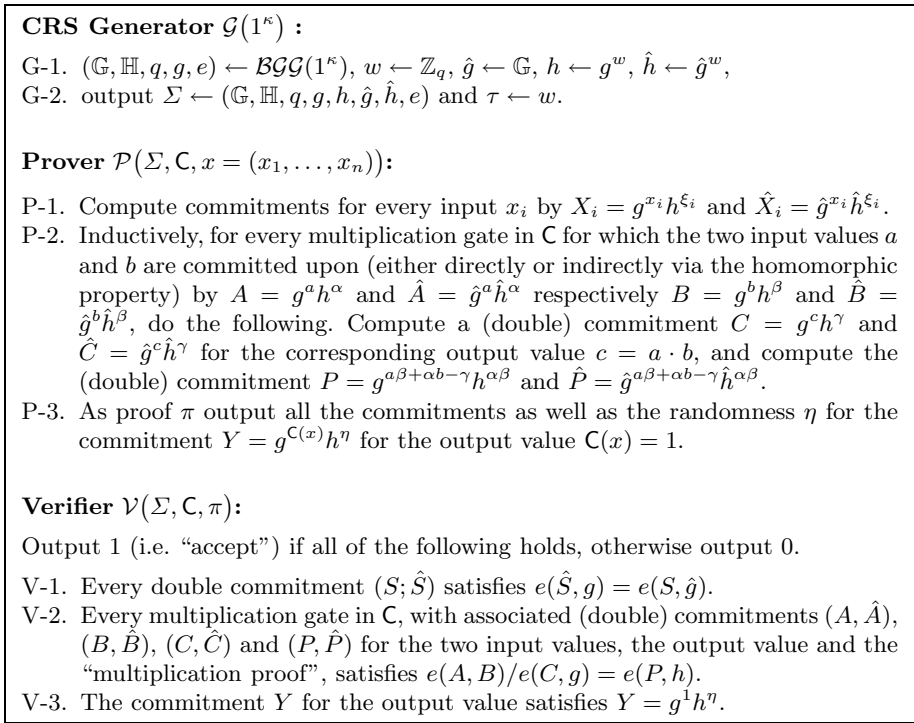 CRS Generator 𝒢(1^κ) :
G-1. (𝔾, ℍ, q, g, e) ← ℬ𝒢𝒢(1^κ), w ← ℤ_q, ĝ ← 𝔾, h ← g^w, ĥ ← ĝ^w,
G-2. output Σ ← (𝔾, ℍ, q, g, h, ĝ, ĥ, e) and τ ← w.
Prover 𝒫(Σ, C, x = (x_1, . . . , x_n)):
P-1. Compute commitments for every input x_i by X_i = g^{x_i}h^{ξ_i} and X̂_i = ĝ^{x_i}ĥ^{ξ_i}.
P-2. Inductively, for every multiplication gate in C for which the two input values a
and b are committed upon (either directly or indirectly via the homomorphic
property) by A = g^a h^α and Â = ĝ^a ĥ^α respectively B = g^b h^β and B̂ =
ĝ^b ĥ^β, do the following. Compute a (double) commitment C = g^c h^γ and
Ĉ = ĝ^c ĥ^γ for the corresponding output value c = a · b, and compute the
(double) commitment P = g^{aβ+αb−γ}h^{αβ} and P̂ = ĝ^{aβ+αb−γ}ĥ^{αβ}.
P-3. As proof π output all the commitments as well as the randomness η for the
commitment Y = g^{C(x)}h^η for the output value C(x) = 1.
Verifier 𝒱(Σ, C, π):
Output 1 (i.e. “accept”) if all of the following holds, otherwise output 0.
V-1. Every double commitment (S; Ŝ) satisfies e(Ŝ, g) = e(S, ĝ).
V-2. Every multiplication gate in C, with associated (double) commitments (A, Â),
(B, B̂), (C, Ĉ) and (P, P̂) for the two input values, the output value and the
“multiplication proof”, satisfies e(A, B)/e(C, g) = e(P, h).
V-3. The commitment Y for the output value satisfies Y = g^1 h^η.